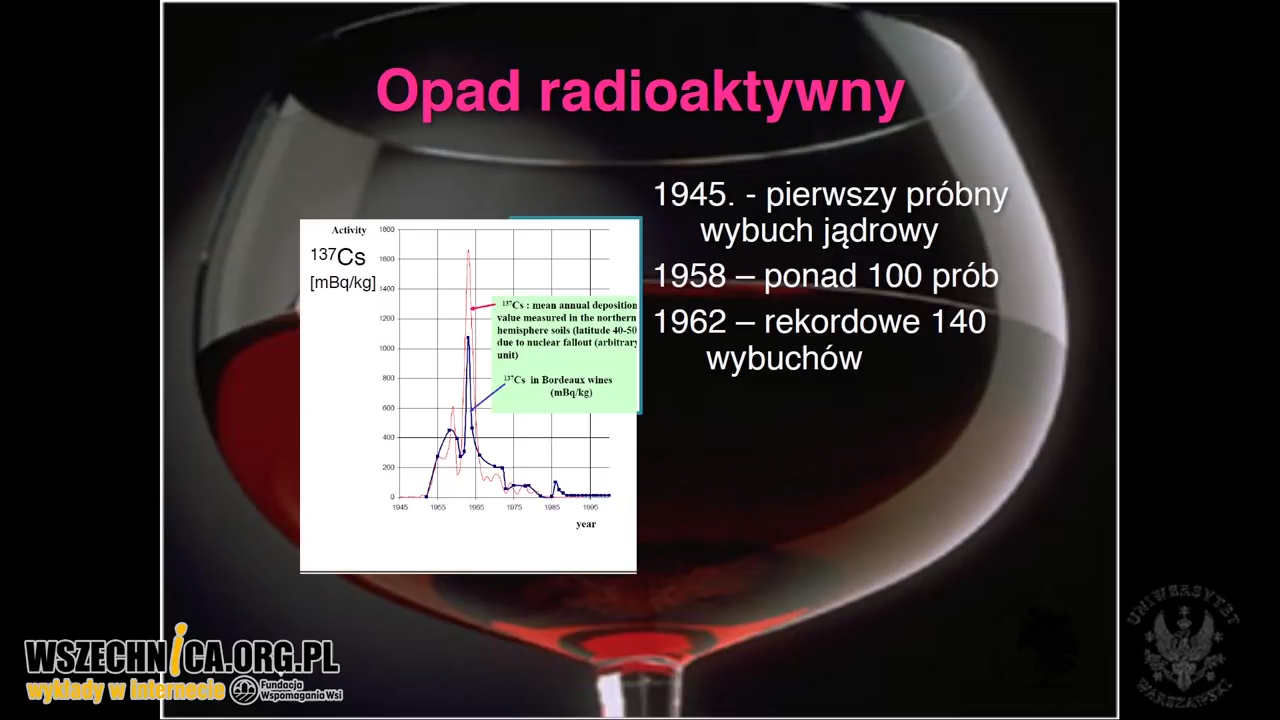 Opad radioaktywny
1945. - pierwszy próbny
wybuch jądrowy
1958 – ponad 100 prób
1962 – rekordowe 140
wybuchów
Activity
137Cs
[mBq/kg]
1800
1600
1400
1200
1000
800
600
400
200
0
1945 1955 1965 1975 1985 1995
year
137Cs : mean annual deposition
value measured in the northern
hemisphere soils (latitude 40-50
due to nuclear fallout (arbitrary
unit)
137Cs in Bordeaux wines
(mBq/kg)
WSZECHNICA.ORG.PL
wykłady w internecie
Fundacja
Wspomagania Wsi
UNIWERSYTET
WARSZAWSKI